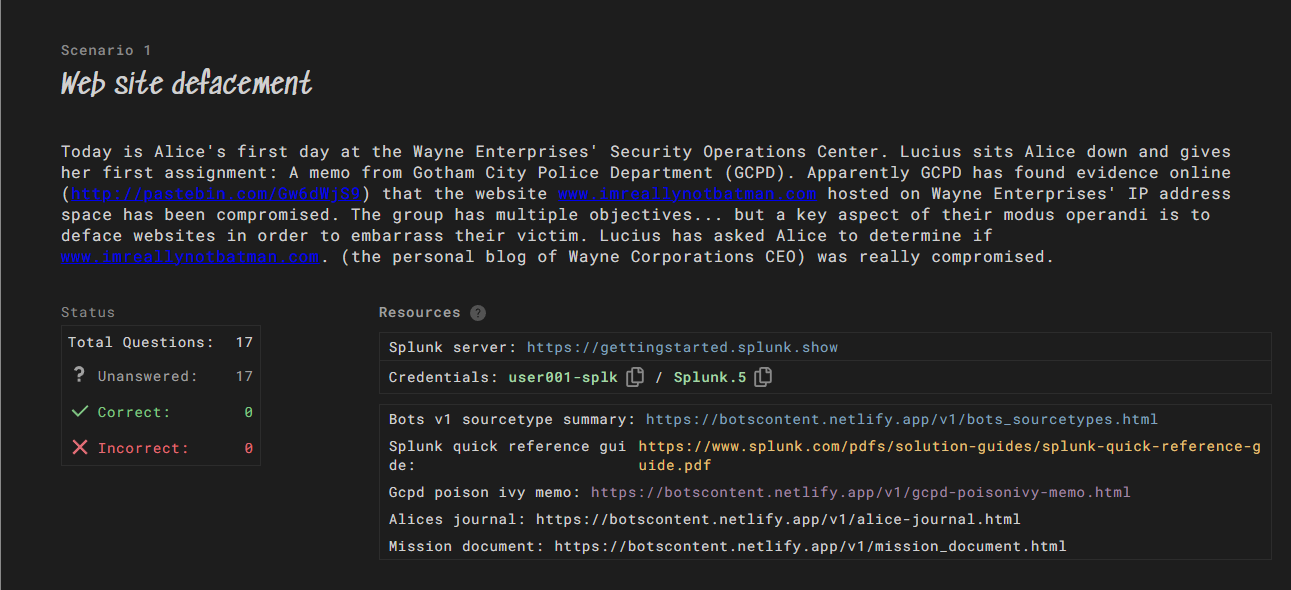 Scenario 1
Web site defacement
Today is Alice's first day at the Wayne Enterprises' Security Operations Center. Lucius sits Alice down and gives
her first assignment: A memo from Gotham City Police Department (GCPD). Apparently GCPD has found evidence online
(http://pastebin.com/Gw6dWjS9) that the website www.imreallynotbatman.com hosted on Wayne Enterprises' IP address
space has been compromised. The group has multiple objectives... but a key aspect of their modus operandi is to
deface websites in order to embarrass their victim. Lucius has asked Alice to determine if
www.imreallynotbatman.com. (the personal blog of Wayne Corporations CEO) was really compromised.
Status
Total Questions: 17
? Unanswered: 17
Correct: 0
Incorrect: 0
Resources ?
Splunk server: https://gettingstarted.splunk.show
Credentials: user001-splk / Splunk.5
Bots v1 sourcetype summary: https://botscontent.netlify.app/v1/bots_sourcetypes.html
Splunk quick reference gui https://www.splunk.com/pdfs/solution-guides/splunk-quick-reference-g
de: uide.pdf
Gcpd poison ivy memo: https://botscontent.netlify.app/v1/gcpd-poisonivy-memo.html
Alices journal: https://botscontent.netlify.app/v1/alice-journal.html
Mission document: https://botscontent.netlify.app/v1/mission_document.html